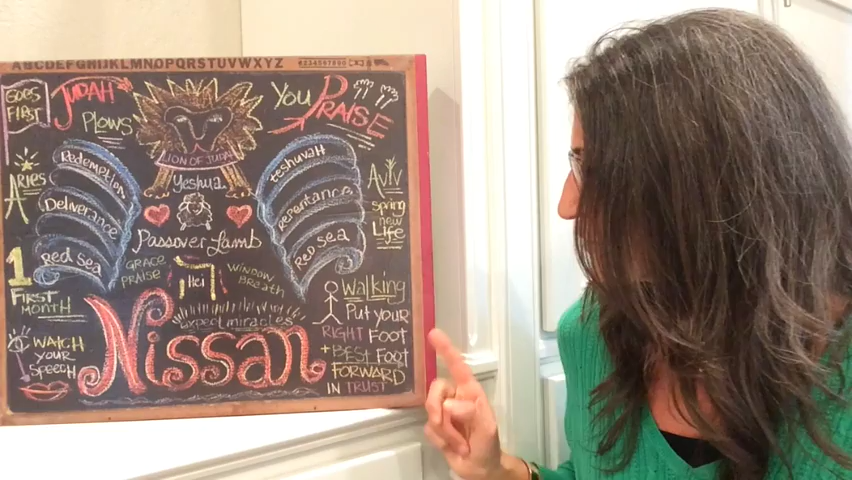 ABCDEFGHIJKLMNOPQRSTUVWXYZ 1234567890
GOES
FIRST
JUDAH
PLOWS
LION OF JUDAH
You PRAISE
Redemption
Deliverance
Red sea
Yeshua
Passover Lamb
teshuvah
repentance
Red sea
ARIES
AViV
spring
new
Life
1
FIRST
MONTH
GRACE
PRAISE
Hei
WINDOW
Breath
expect miracles
Nissan
WATCH
YOUR
SPeecH
WaLKing
PuT youR
RIGHT FOOT
+ BEST FOOT
FORWARD
IN TRUST